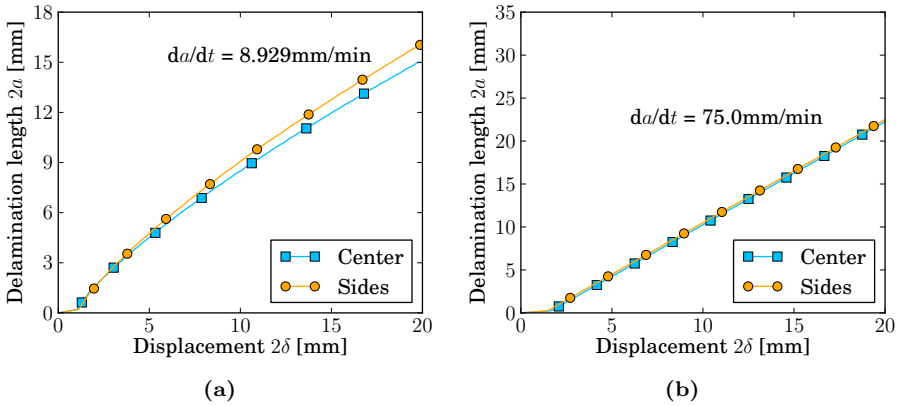 18
15
12
9
6
3
0
Delamination length 2a [mm]
da/dt = 8.929mm/min
Center
Sides
5
10
15
20
Displacement 2δ [mm]
(a)
35
30
25
20
15
10
5
0
Delamination length 2a [mm]
da/dt = 75.0mm/min
Center
Sides
5
10
15
20
Displacement 2δ [mm]
(b)